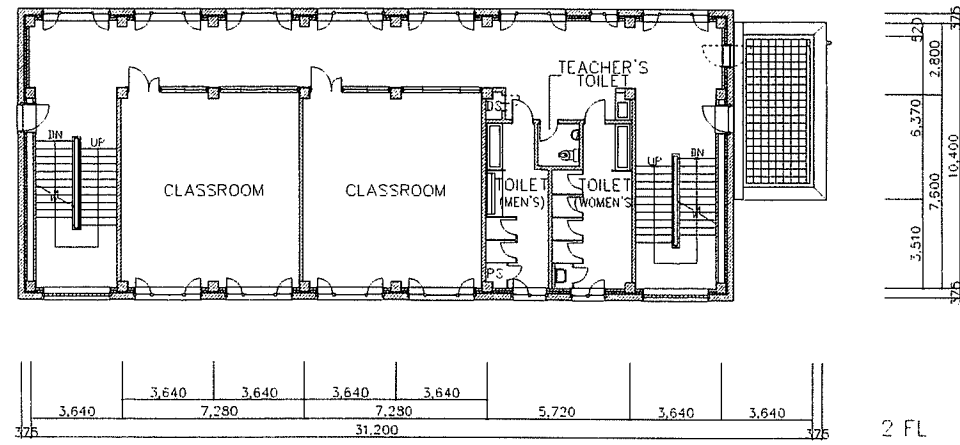 TEACHER'S
TOILET
DS
DN
UP
UP
DN
CLASSROOM
CLASSROOM
TOILET
(MEN'S)
TOILET
(WOMEN'S
PS
375
520
2,800
6,370
10,400
7,600
3,510
375
3,640
3,640
3,640
3,640
3,640
7,280
7,280
5,720
3,640
3,640
375
31,200
375
2 FL